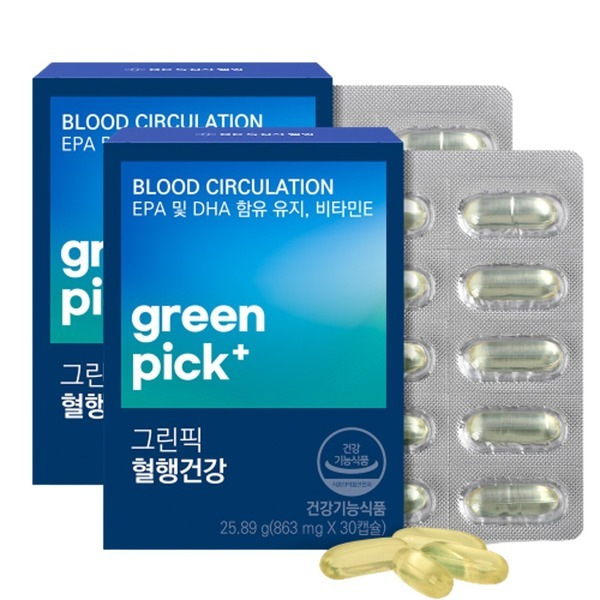 BLOOD CIRCULATION
EPA 및
gr
pi
그린
혈행
BLOOD CIRCULATION
EPA 및 DHA 함유 유지, 비타민E
green
pick+
그린픽
혈행건강
건강
기능식품
건강기능식품
25.89 g(863 mg X 30캡슐)